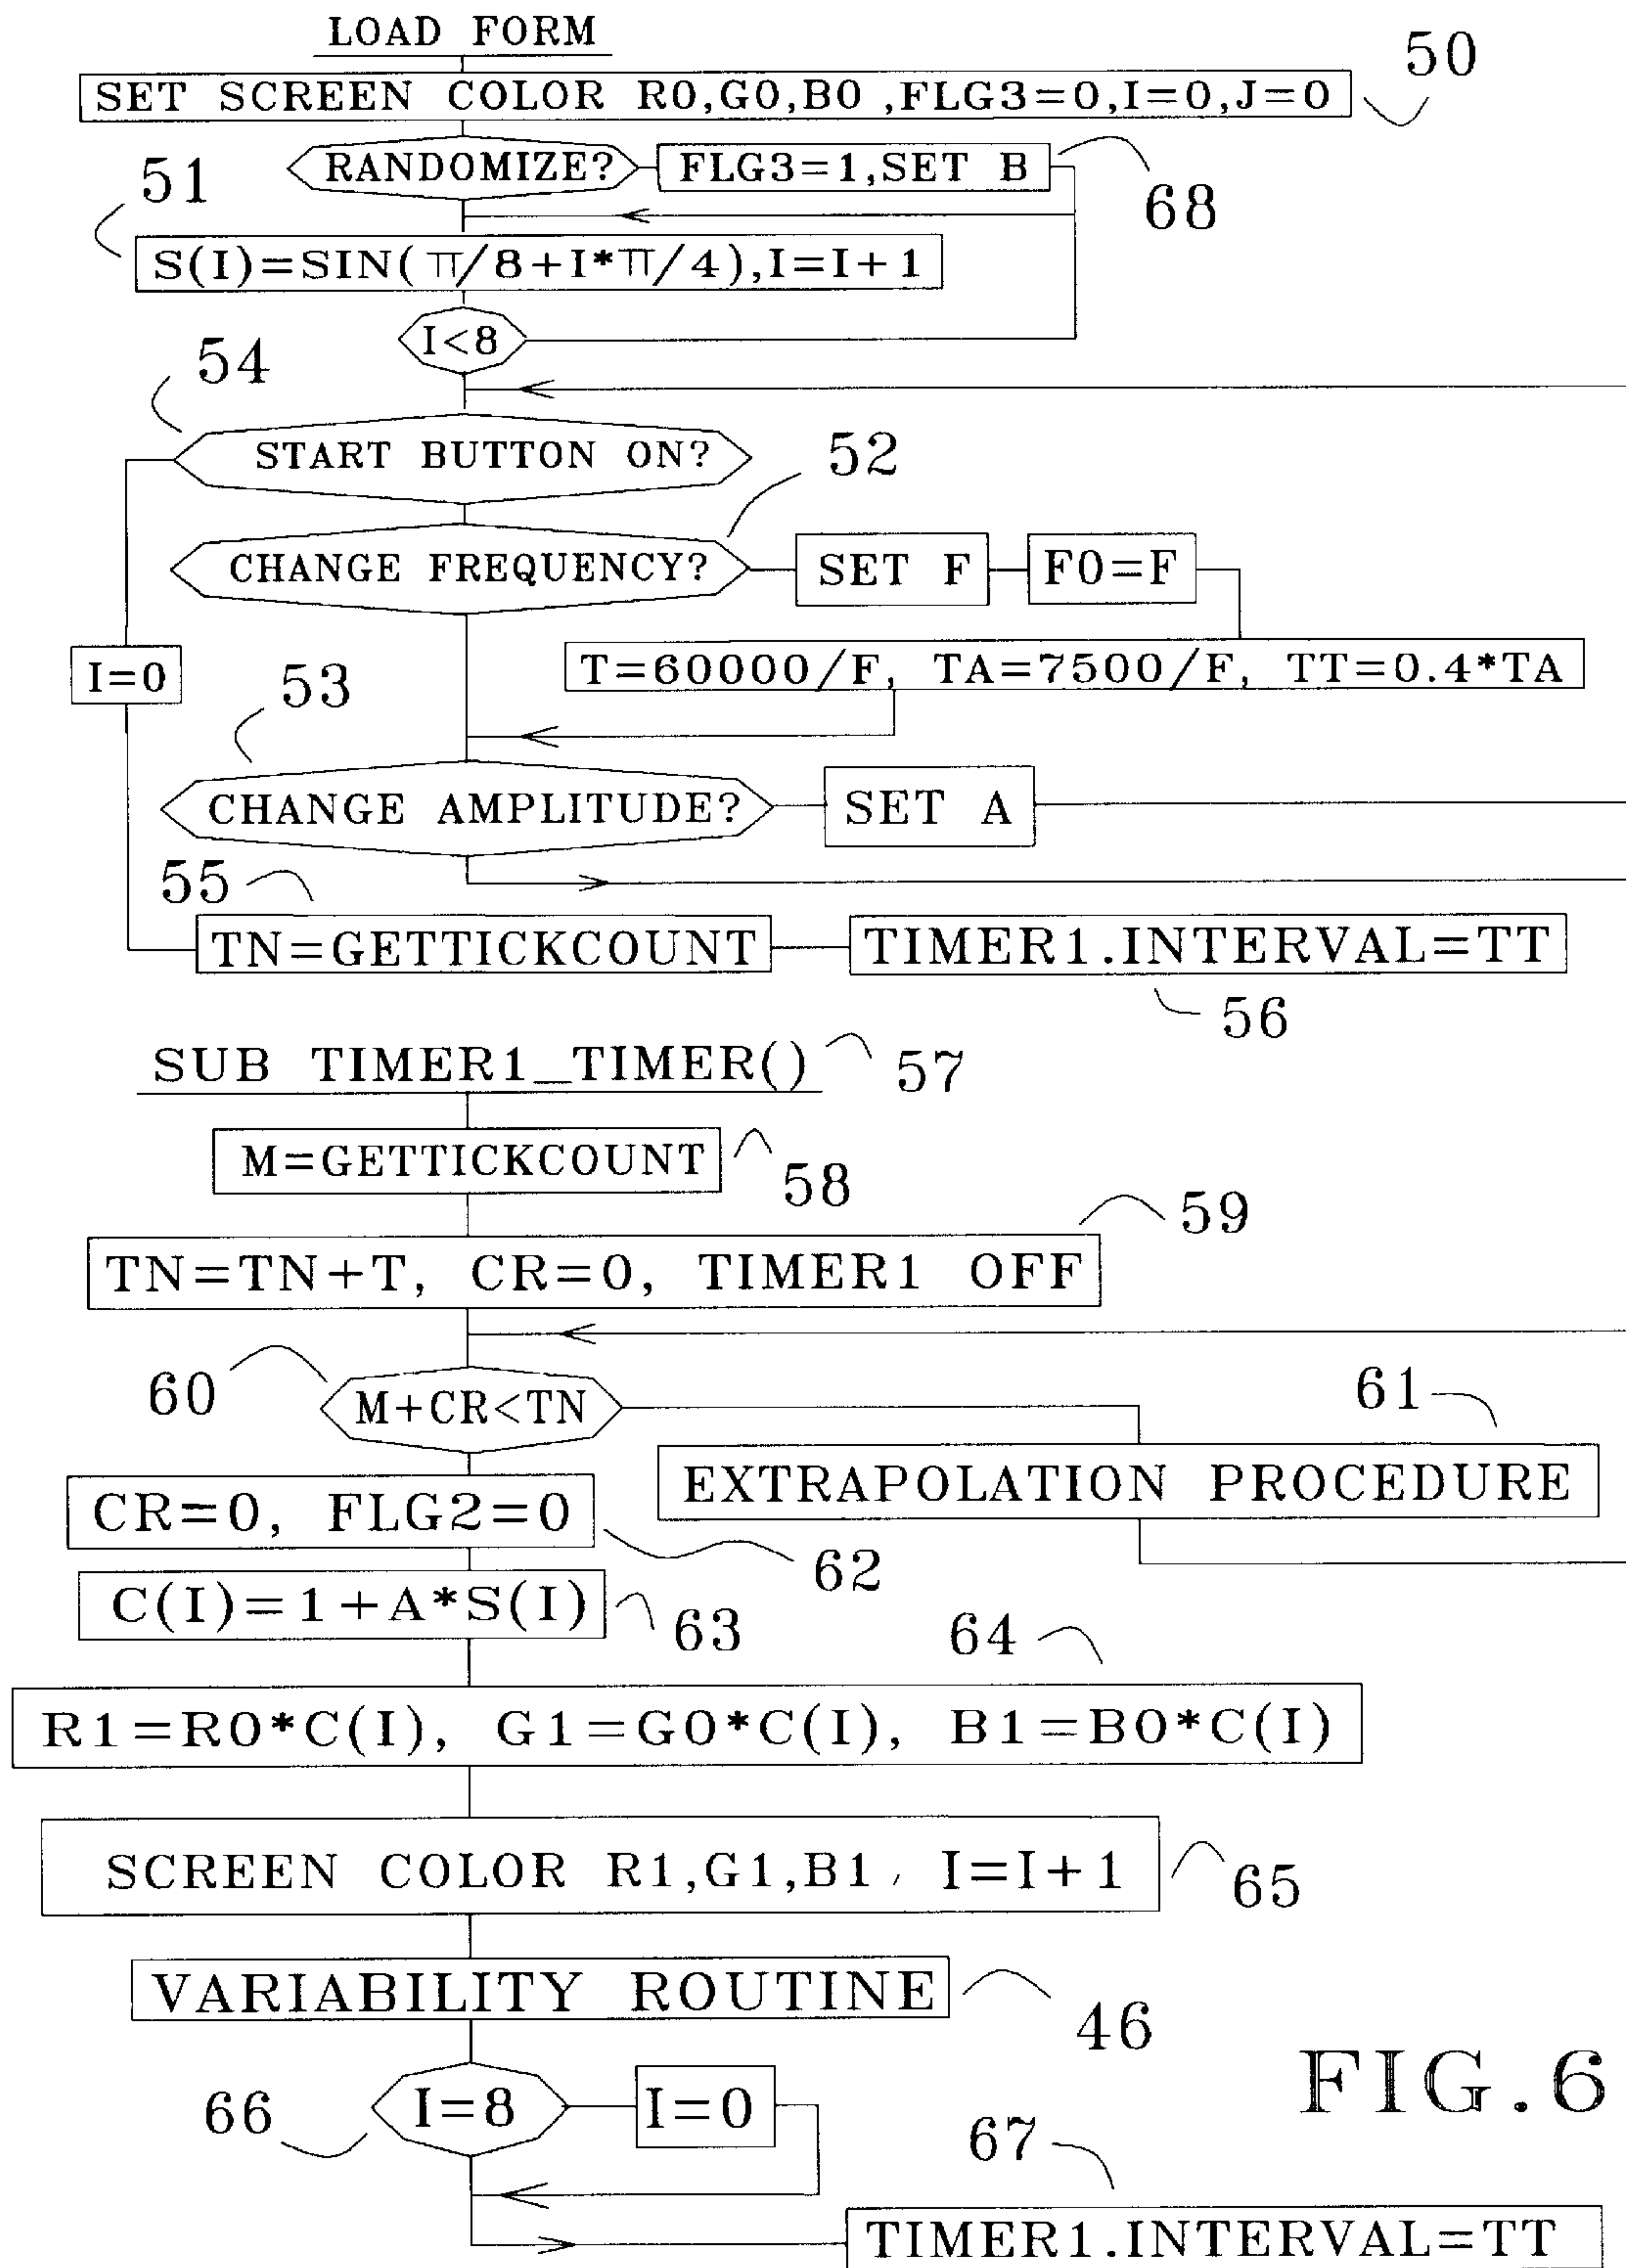 LOAD FORM
50
SET SCREEN COLOR R0,G0,B0 ,FLG3=0,I=0,J=0
RANDOMIZE?
FLG3=1,SET B
68
51
S(I)=SIN(π/8+I*π/4),I=I+1
I<8
54
START BUTTON ON?
52
CHANGE FREQUENCY?
SET F
F0=F
I=0
T=60000/F, TA=7500/F, TT=0.4*TA
53
CHANGE AMPLITUDE?
SET A
55
TN=GETTICKCOUNT
TIMER1.INTERVAL=TT
56
SUB TIMER1_TIMER()
57
M=GETTICKCOUNT
58
59
TN=TN+T, CR=0, TIMER1 OFF
60
M+CR<TN
61
EXTRAPOLATION PROCEDURE
CR=0, FLG2=0
62
C(I)=1+A*S(I)
63
64
R1=R0*C(I), G1=G0*C(I), B1=B0*C(I)
SCREEN COLOR R1,G1,B1, I=I+1
65
VARIABILITY ROUTINE
46
FIG.6
66
I=8
I=0
67
TIMER1.INTERVAL=TT